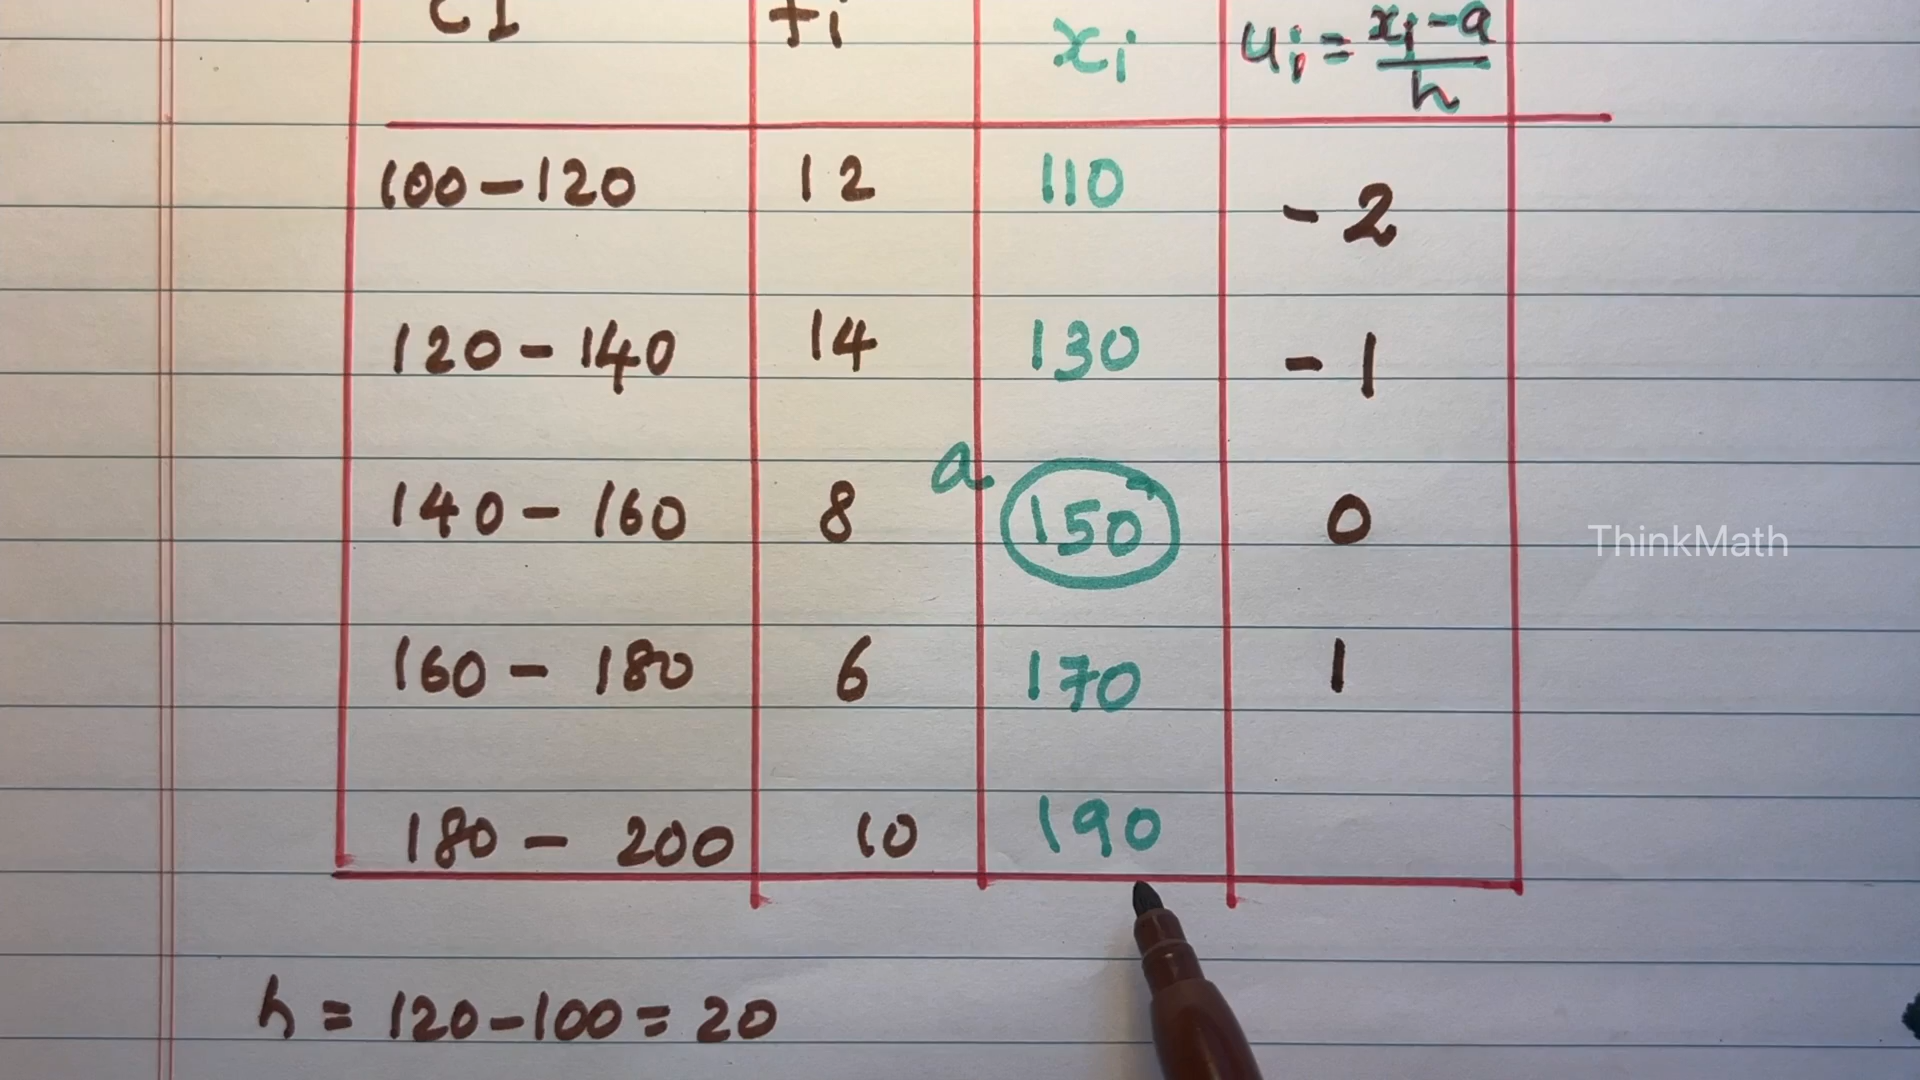 CI fi xi ui = xi - a / h
100 - 120 12 110 - 2
120 - 140 14 130 - 1
a
140 - 160 8 150 0
ThinkMath
160 - 180 6 170 1
180 - 200 10 190
h = 120 - 100 = 20